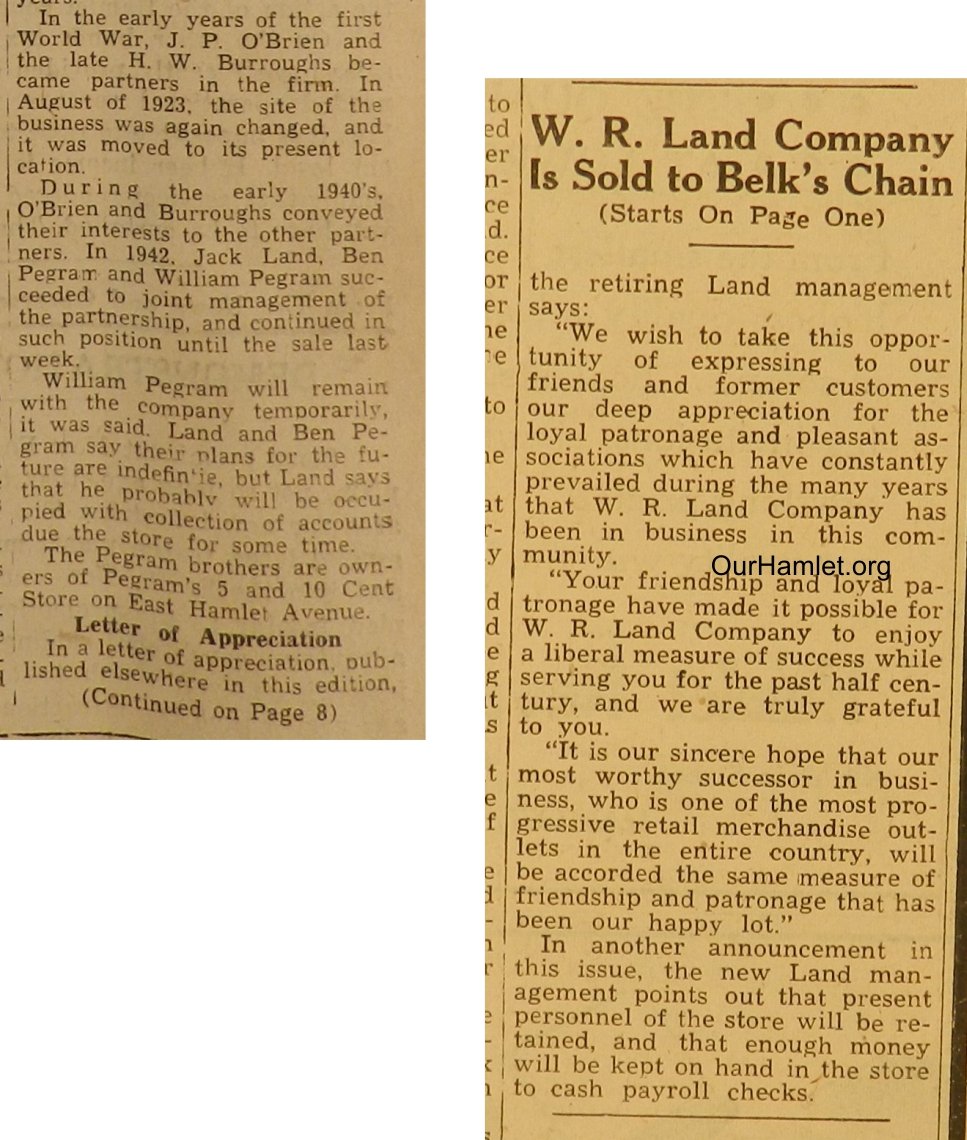 years.
In the early years of the first
World War, J. P. O'Brien and
the late H. W. Burroughs be-
came partners in the firm. In
August of 1923, the site of the
business was again changed, and
it was moved to its present lo-
cation.
During the early 1940's,
O'Brien and Burroughs conveyed
their interests to the other part-
ners. In 1942, Jack Land, Ben
Pegram and William Pegram suc-
ceeded to joint management of
the partnership, and continued in
such position until the sale last
week.
William Pegram will remain
with the company temporarily,
it was said. Land and Ben Pe-
gram say their plans for the fu-
ture are indefin'ie, but Land says
that he probably will be occu-
pied with collection of accounts
due the store for some time.
The Pegram brothers are own-
ers of Pegram's 5 and 10 Cent
Store on East Hamlet Avenue.
Letter of Appreciation
In a letter of appreciation, pub-
lished elsewhere in this edition,
(Continued on Page 8)
W. R. Land Company
Is Sold to Belk's Chain
(Starts On Page One)
the retiring Land management
says:
"We wish to take this oppor-
tunity of expressing to our
friends and former customers
our deep appreciation for the
loyal patronage and pleasant as-
sociations which have constantly
prevailed during the many years
that W. R. Land Company has
been in business in this com-
munity.
OurHamlet.org
"Your friendship and loyal pa-
tronage have made it possible for
W. R. Land Company to enjoy
a liberal measure of success while
serving you for the past half cen-
tury, and we are truly grateful
to you.
"It is our sincere hope that our
most worthy successor in busi-
ness, who is one of the most pro-
gressive retail merchandise out-
lets in the entire country, will
be accorded the same measure of
friendship and patronage that has
been our happy lot."
In another announcement in
this issue, the new Land man-
agement points out that present
personnel of the store will be re-
tained, and that enough money
will be kept on hand in the store
to cash payroll checks.